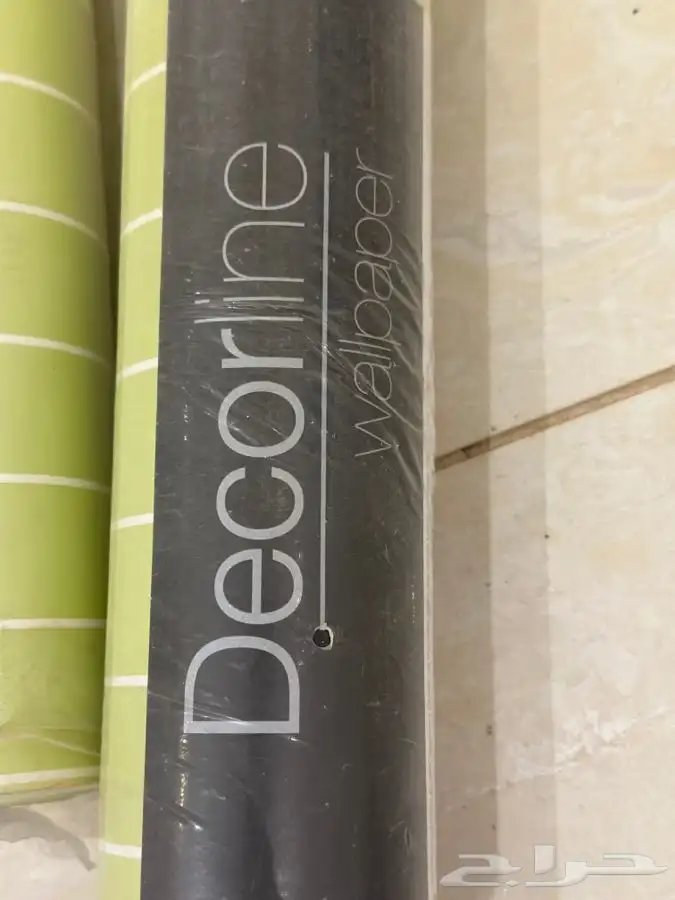 Decorline
wallpaper
حراج